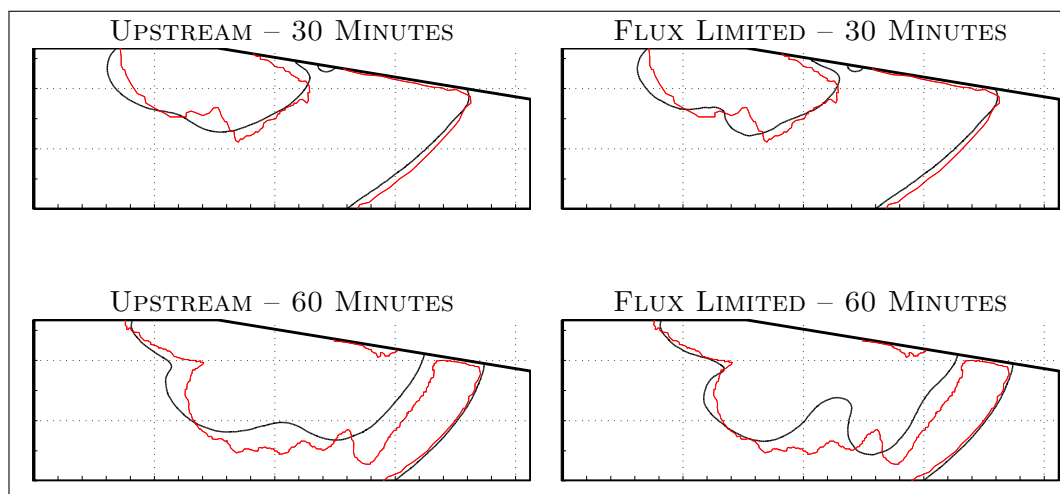 UPSTREAM – 30 MINUTES
FLUX LIMITED – 30 MINUTES
UPSTREAM – 60 MINUTES
FLUX LIMITED – 60 MINUTES